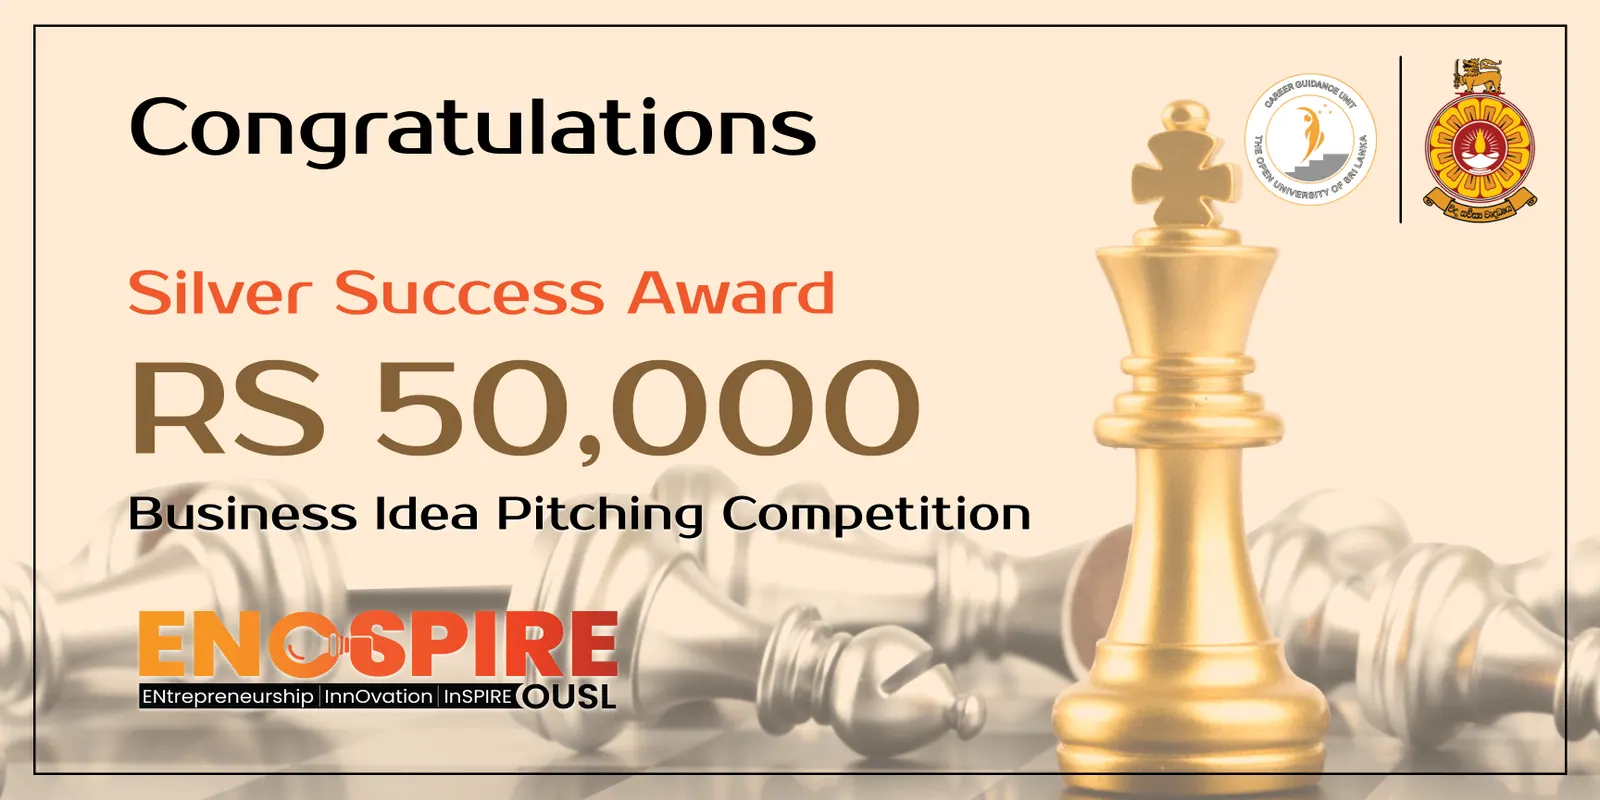 Congratulations
Silver Success Award
RS 50,000
Business Idea Pitching Competition
ENOSPIRE
ENtrepreneurship | InnOvation | InSPIRE OUSL
CAREER GUIDANCE UNIT
THE OPEN UNIVERSITY OF SRI LANKA